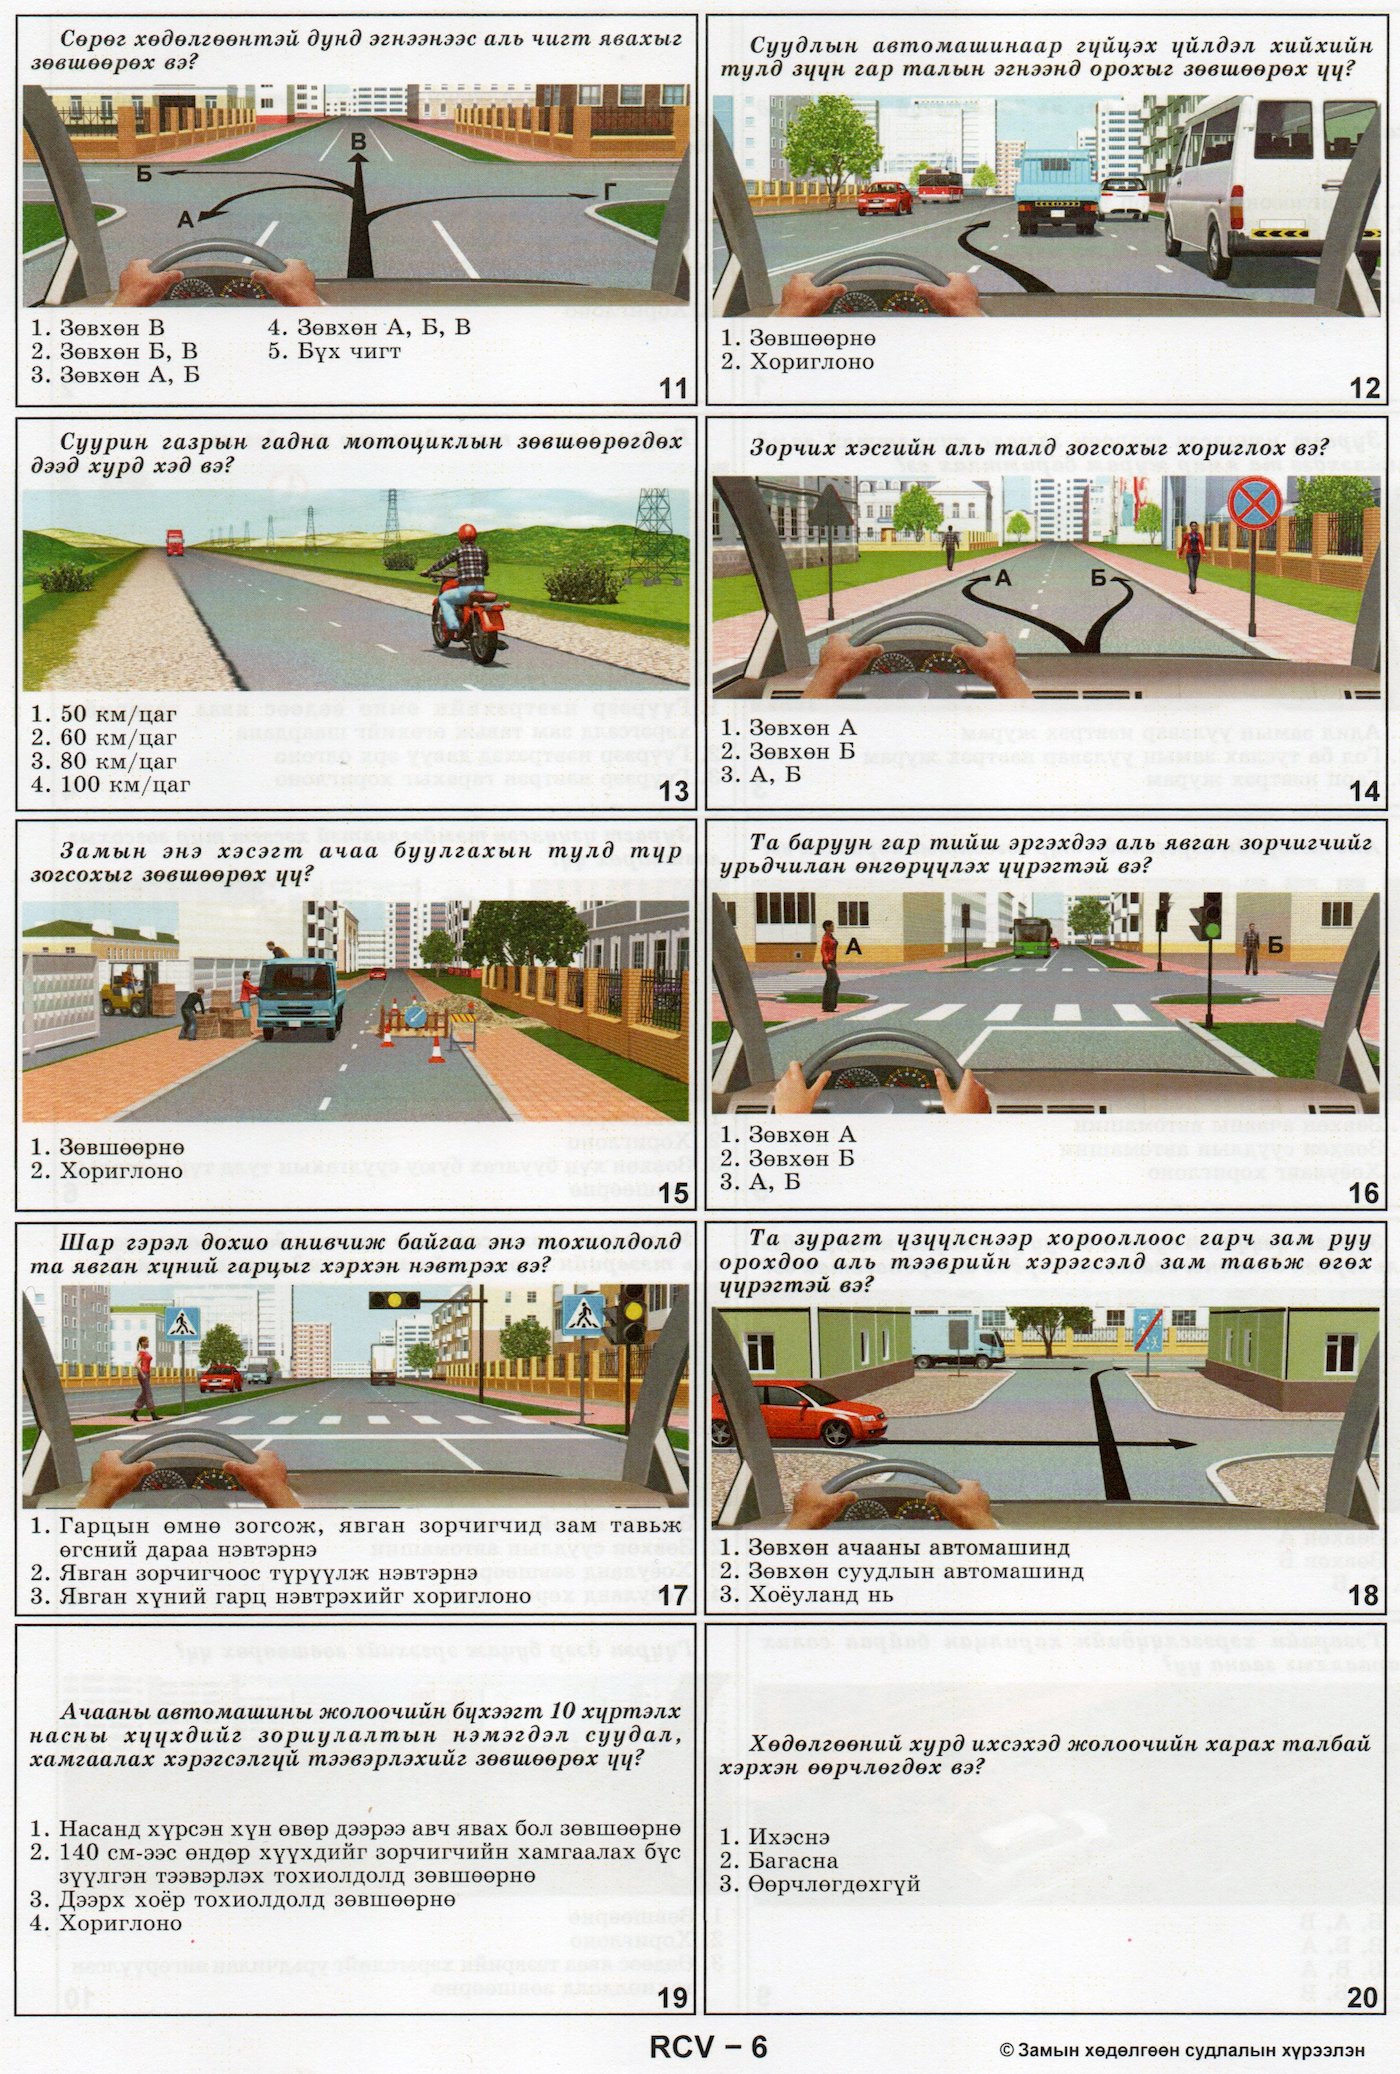 Сөрөг хөдөлгөөнтэй дунд эгнээнээс аль чигт явахыг
зөвшөөрөх вэ?
В
Б
А
Г
1. Зөвхөн В
2. Зөвхөн Б, В
3. Зөвхөн А, Б
4. Зөвхөн А, Б, В
5. Бүх чигт
11
Суудлын автомашинаар гүйцэх үйлдэл хийхийн
тулд зүүн гар талын эгнээнд орохыг зөвшөөрөх үү?
1. Зөвшөөрнө
2. Хориглоно
12
Суурин газрын гадна мотоциклын зөвшөөрөгдөх
дээд хурд хэд вэ?
1. 50 км/цаг
2. 60 км/цаг
3. 80 км/цаг
4. 100 км/цаг
13
Зорчих хэсгийн аль талд зогсохыг хориглох вэ?
А
Б
1. Зөвхөн А
2. Зөвхөн Б
3. А, Б
14
Замын энэ хэсэгт ачаа буулгахын тулд түр
зогсохыг зөвшөөрөх үү?
1. Зөвшөөрнө
2. Хориглоно
15
Та баруун гар тийш эргэхдээ аль явган зорчигчийг
урьдчилан өнгөрүүлэх үүрэгтэй вэ?
А
Б
1. Зөвхөн А
2. Зөвхөн Б
3. А, Б
16
Шар гэрэл дохио анивчиж байгаа энэ тохиолдолд
та явган хүний гарцыг хэрхэн нэвтрэх вэ?
1. Гарцын өмнө зогсож, явган зорчигчид зам тавьж
өгсний дараа нэвтэрнэ
2. Явган зорчигчоос түрүүлж нэвтэрнэ
3. Явган хүний гарц нэвтрэхийг хориглоно
17
Та зурагт үзүүлснээр хорооллоос гарч зам руу
орохдоо аль тээврийн хэрэгсэлд зам тавьж өгөх
үүрэгтэй вэ?
1. Зөвхөн ачааны автомашинд
2. Зөвхөн суудлын автомашинд
3. Хоёуланд нь
18
Ачааны автомашины жолоочийн бүхээгт 10 хүртэлх
насны хүүхдийг зориулалтын нэмэгдэл суудал,
хамгаалах хэрэгсэлгүй тээвэрлэхийг зөвшөөрөх үү?
1. Насанд хүрсэн хүн өвөр дээрээ авч явах бол зөвшөөрнө
2. 140 см-ээс өндөр хүүхдийг зорчигчийн хамгаалах бүс
зүүлгэн тээвэрлэх тохиолдолд зөвшөөрнө
3. Дээрх хоёр тохиолдолд зөвшөөрнө
4. Хориглоно
19
Хөдөлгөөний хурд ихсэхэд жолоочийн харах талбай
хэрхэн өөрчлөгдөх вэ?
1. Ихэснэ
2. Багасна
3. Өөрчлөгдөхгүй
20
RCV – 6
© Замын хөдөлгөөн судлалын хүрээлэн